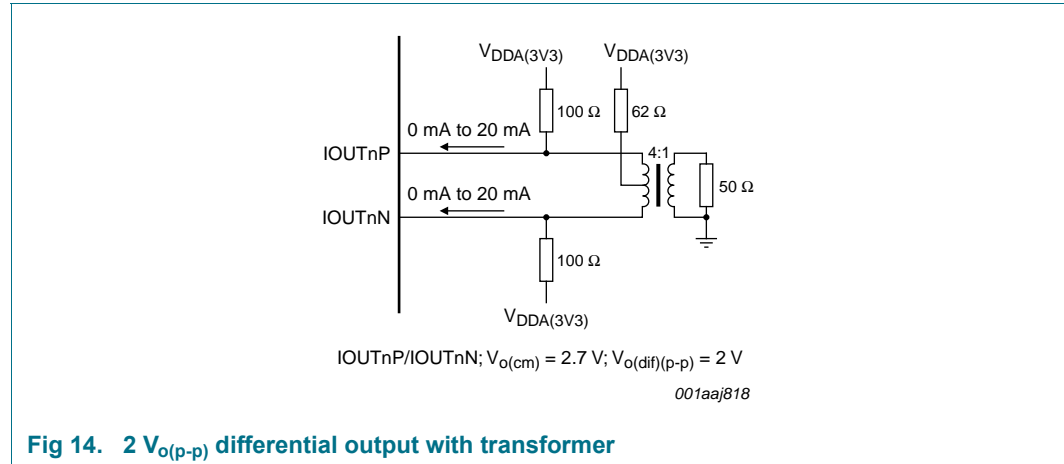 VDDA(3V3) VDDA(3V3)
100 Ω 62 Ω
0 mA to 20 mA
IOUTnP
4:1
0 mA to 20 mA
50 Ω
IOUTnN
100 Ω
VDDA(3V3)
IOUTnP/IOUTnN; Vo(cm) = 2.7 V; Vo(dif)(p-p) = 2 V
001aaj818
Fig 14. 2 Vo(p-p) differential output with transformer